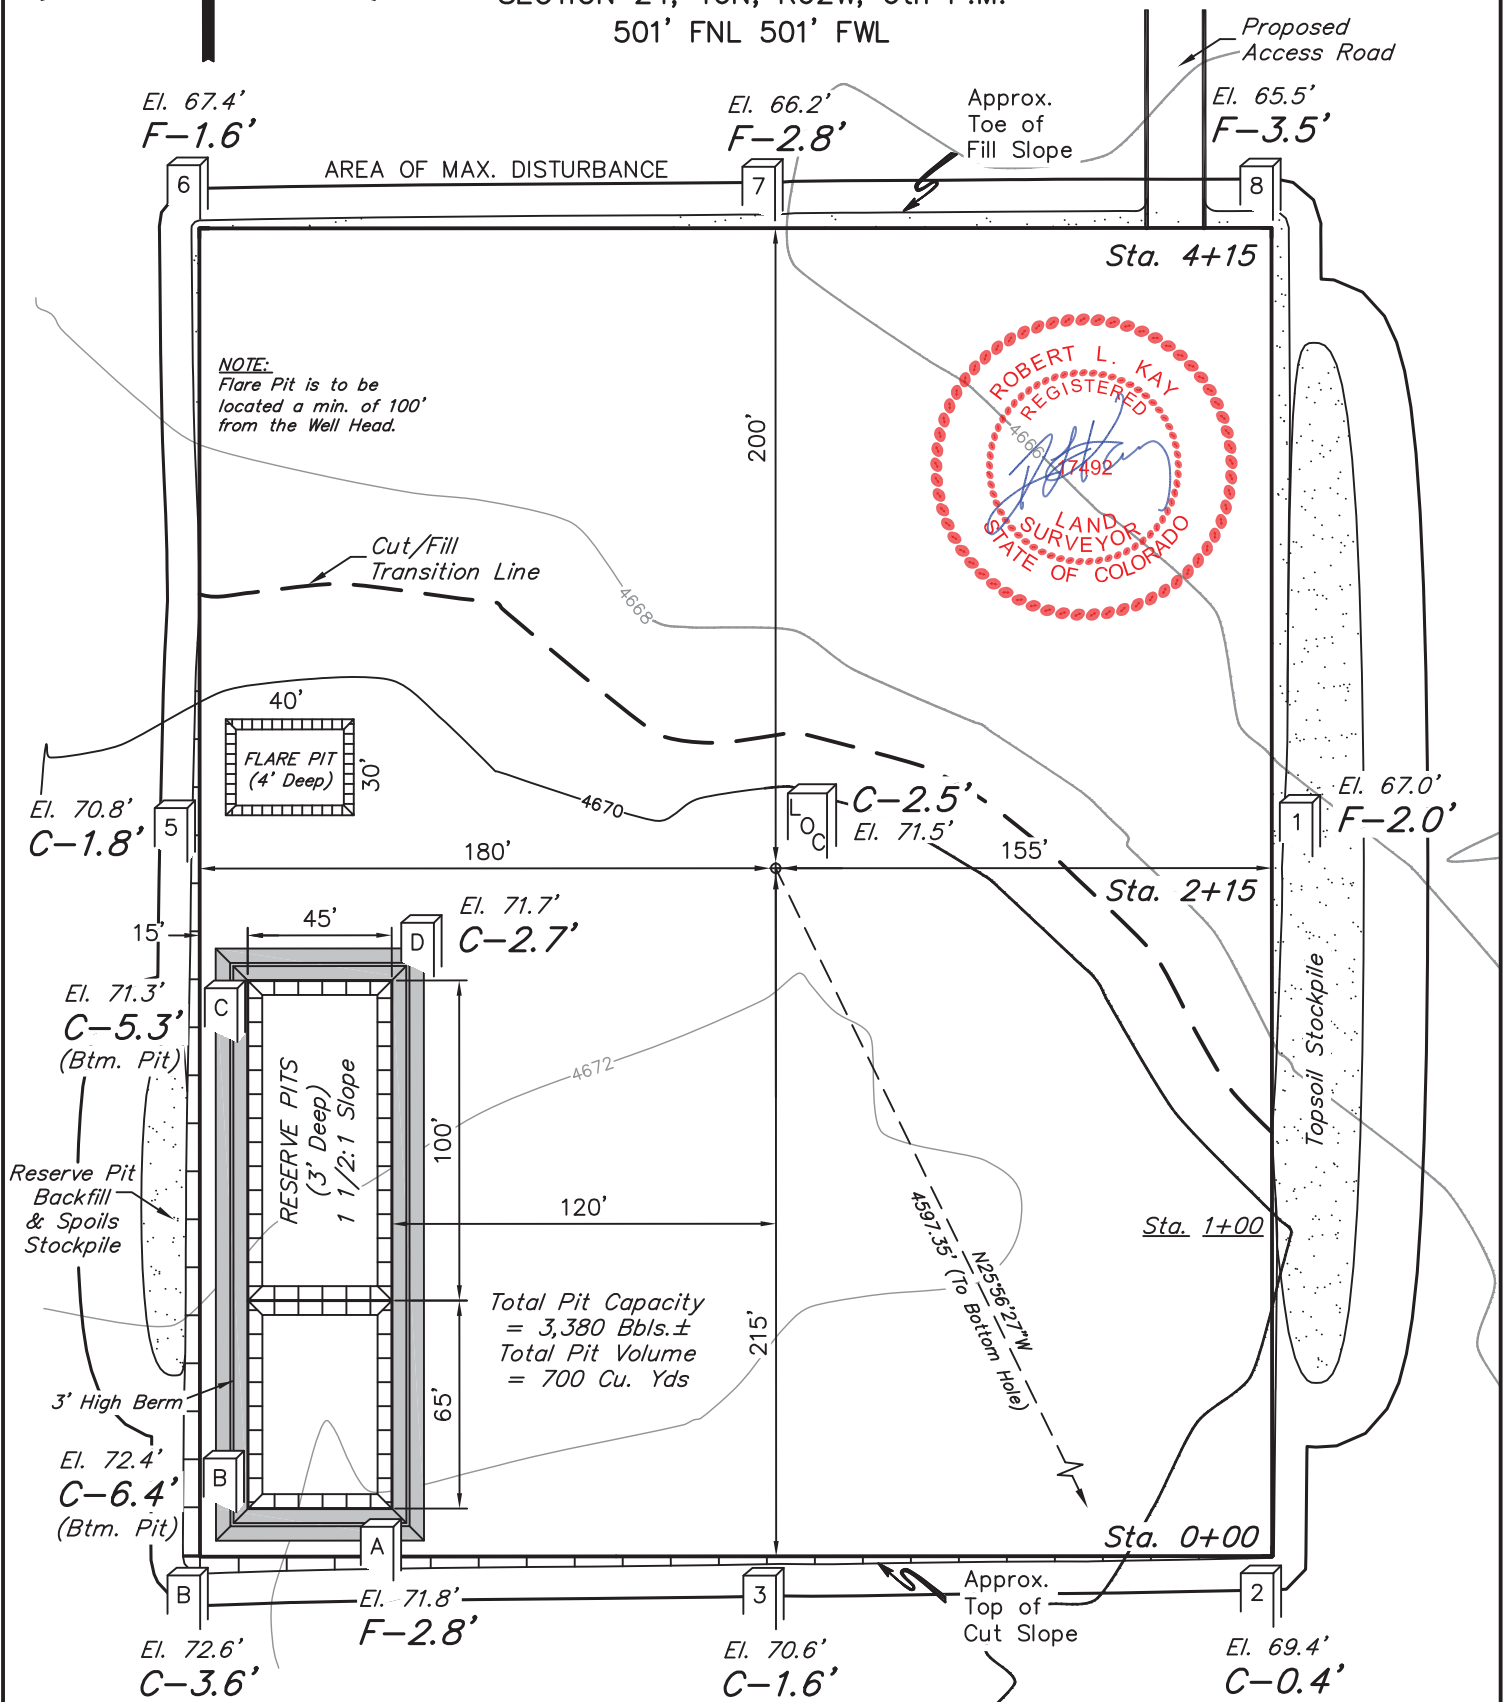 501' FNL 501' FWL
Proposed
Access Road
El. 67.4'
F-1.6'
El. 66.2'
F-2.8'
Approx.
Toe of
Fill Slope
El. 65.5'
F-3.5'
6
AREA OF MAX. DISTURBANCE
7
8
Sta. 4+15
NOTE:
Flare Pit is to be
located a min. of 100'
from the Well Head.
200'
ROBERT L. KAY
REGISTERED
4666
17492
LAND
SURVEYOR
STATE OF COLORADO
Cut/Fill
Transition Line
4668
40'
FLARE PIT
(4' Deep)
30'
4670
El. 70.8'
C-1.8'
5
LOC
C-2.5'
El. 71.5'
1
El. 67.0'
F-2.0'
180'
155'
Sta. 2+15
15'
45'
D
El. 71.7'
C-2.7'
El. 71.3'
C-5.3'
(Btm. Pit)
C
RESERVE PITS
(3' Deep)
1 1/2:1 Slope
100'
4672
Topsoil Stockpile
Reserve Pit
Backfill
& Spoils
Stockpile
120'
Sta. 1+00
N25°56'27"W
4597.35' (To Bottom Hole)
Total Pit Capacity
= 3,380 Bbls.±
Total Pit Volume
= 700 Cu. Yds
215'
65'
3' High Berm
El. 72.4'
C-6.4'
(Btm. Pit)
B
A
Sta. 0+00
B
El. 71.8'
F-2.8'
3
Approx.
Top of
Cut Slope
2
El. 72.6'
C-3.6'
El. 70.6'
C-1.6'
El. 69.4'
C-0.4'